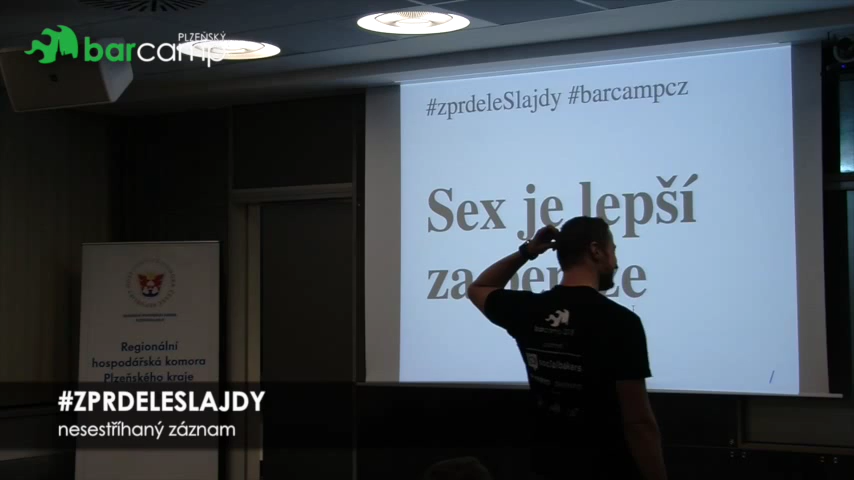 PLZEŇSKÝ
barcamp
#zprdeleSlajdy #barcampcz
Sex je lepší
Regionální
hospodářská komora
Plzeňského kraje
#ZPRDELESLAJDY
nesestříhaný záznam